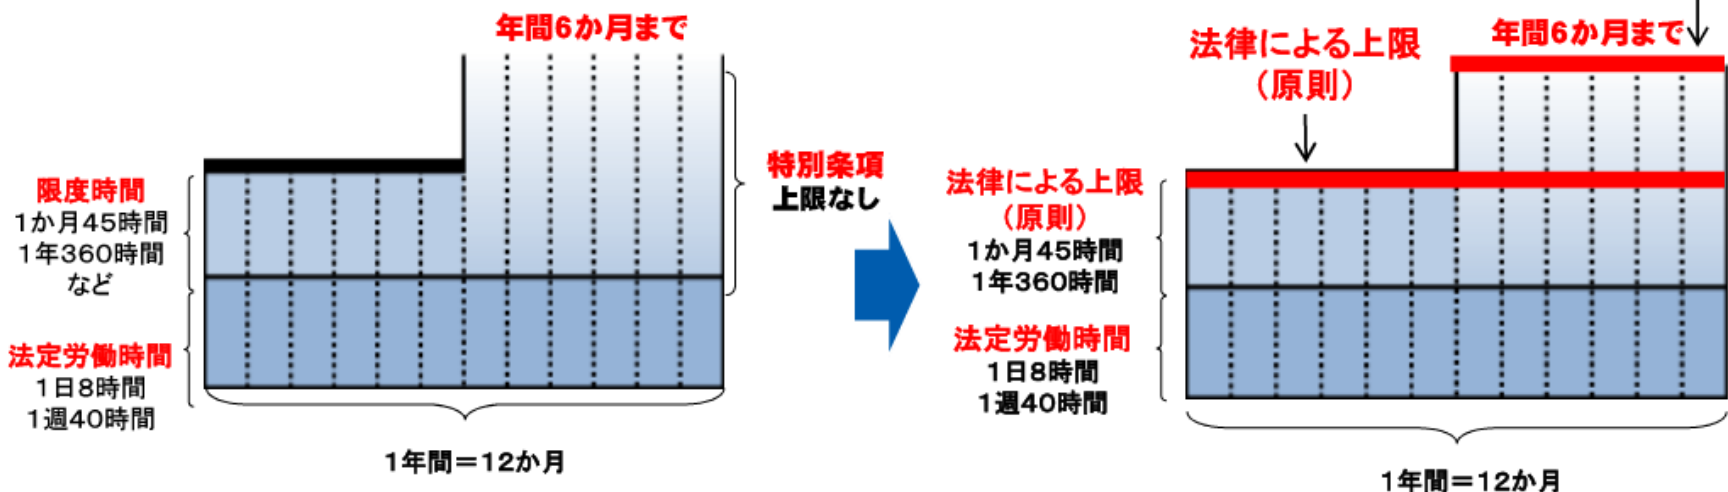 年間6か月まで
限度時間
1か月45時間
1年360時間
など
法定労働時間
1日8時間
1週40時間
特別条項
上限なし
1年間＝12か月
法律による上限
（原則）
年間6か月まで
法律による上限
（原則）
1か月45時間
1年360時間
法定労働時間
1日8時間
1週40時間
1年間＝12か月